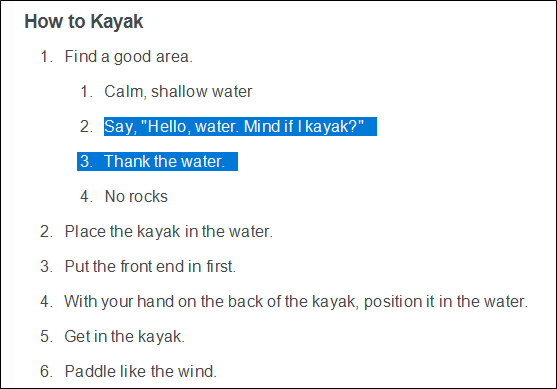 How to Kayak
1. Find a good area.
1. Calm, shallow water
2. Say, "Hello, water. Mind if I kayak?"
3. Thank the water.
4. No rocks
2. Place the kayak in the water.
3. Put the front end in first.
4. With your hand on the back of the kayak, position it in the water.
5. Get in the kayak.
6. Paddle like the wind.